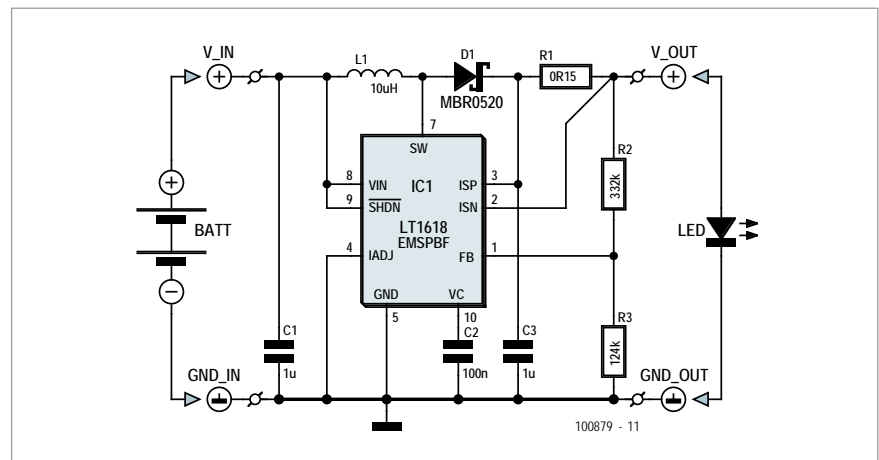 V_IN
L1
10uH
D1
MBR0520
R1
0R15
V_OUT
7
SW
8
VIN
IC1
ISP
3
9
SHDN
ISN
2
LT1618
EMSPBF
4
IADJ
FB
1
GND
VC
5
10
R2
332k
BATT
LED
C1
1u
C2
100n
C3
1u
R3
124k
GND_IN
GND_OUT
100879 - 11